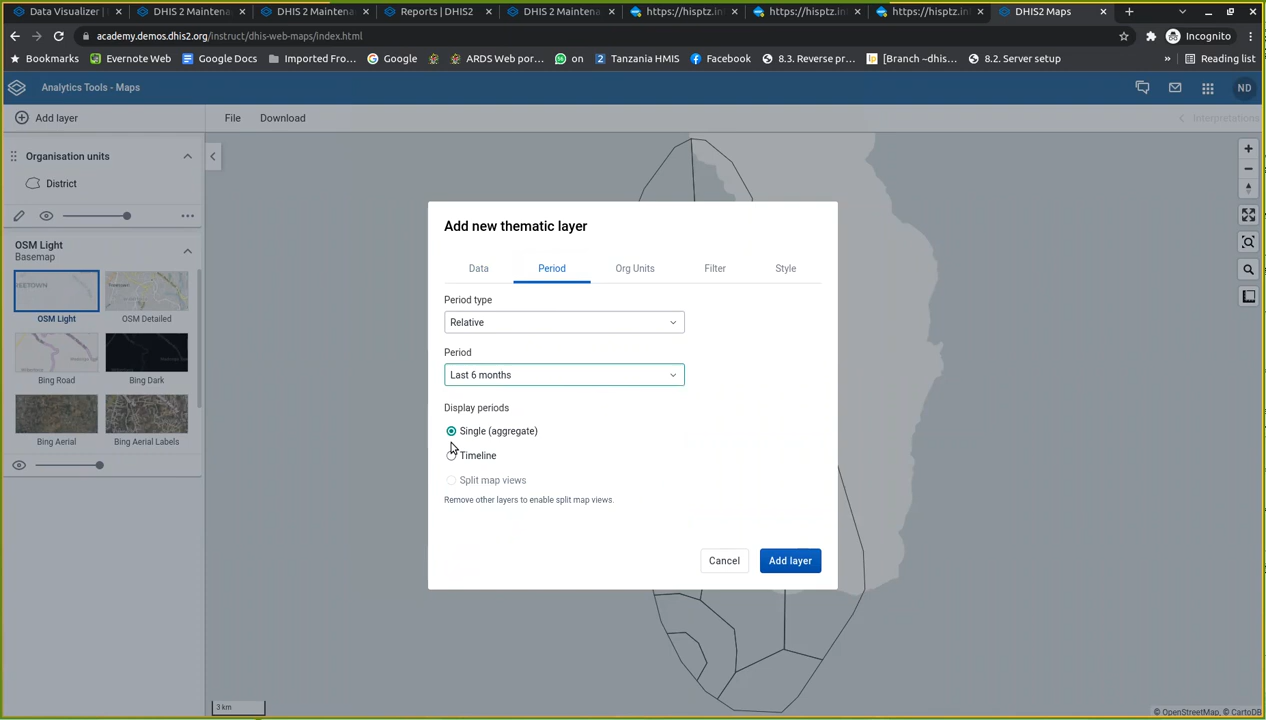 Data Visualizer |
DHIS 2 Maintena
DHIS 2 Maintena
Reports | DHIS2
DHIS 2 Maintena
https://hisptz.in
https://hisptz.in
https://hisptz.in
DHIS2 Maps
academy.demos.dhis2.org/instruct/dhis-web-maps/index.html
Incognito
Bookmarks
Evernote Web
Google Docs
Imported Fro...
Google
ARDS Web por...
on
Tanzania HMIS
Facebook
8.3. Reverse pr...
[Branch –dhis...
8.2. Server setup
»
Reading list
Analytics Tools - Maps
ND
Add layer
File
Download
Interpretations
Organisation units
District
OSM Light
Basemap
OSM Light
OSM Detailed
Bing Road
Bing Dark
Bing Aerial
Bing Aerial Labels
Add new thematic layer
Data
Period
Org Units
Filter
Style
Period type
Relative
Period
Last 6 months
Display periods
Single (aggregate)
Timeline
Split map views
Remove other layers to enable split map views.
Cancel
Add layer
3 km
© OpenStreetMap, © CartoDB